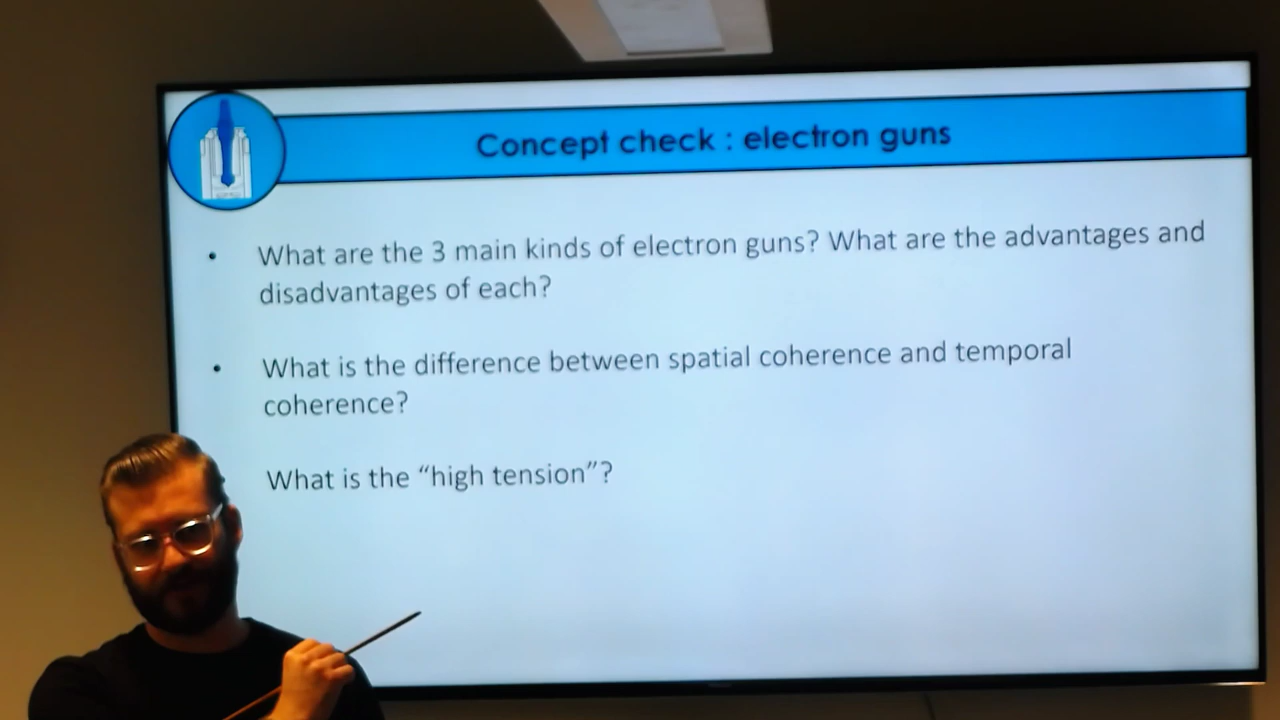 Concept check : electron guns
• What are the 3 main kinds of electron guns? What are the advantages and
disadvantages of each?
• What is the difference between spatial coherence and temporal
coherence?
What is the “high tension”?